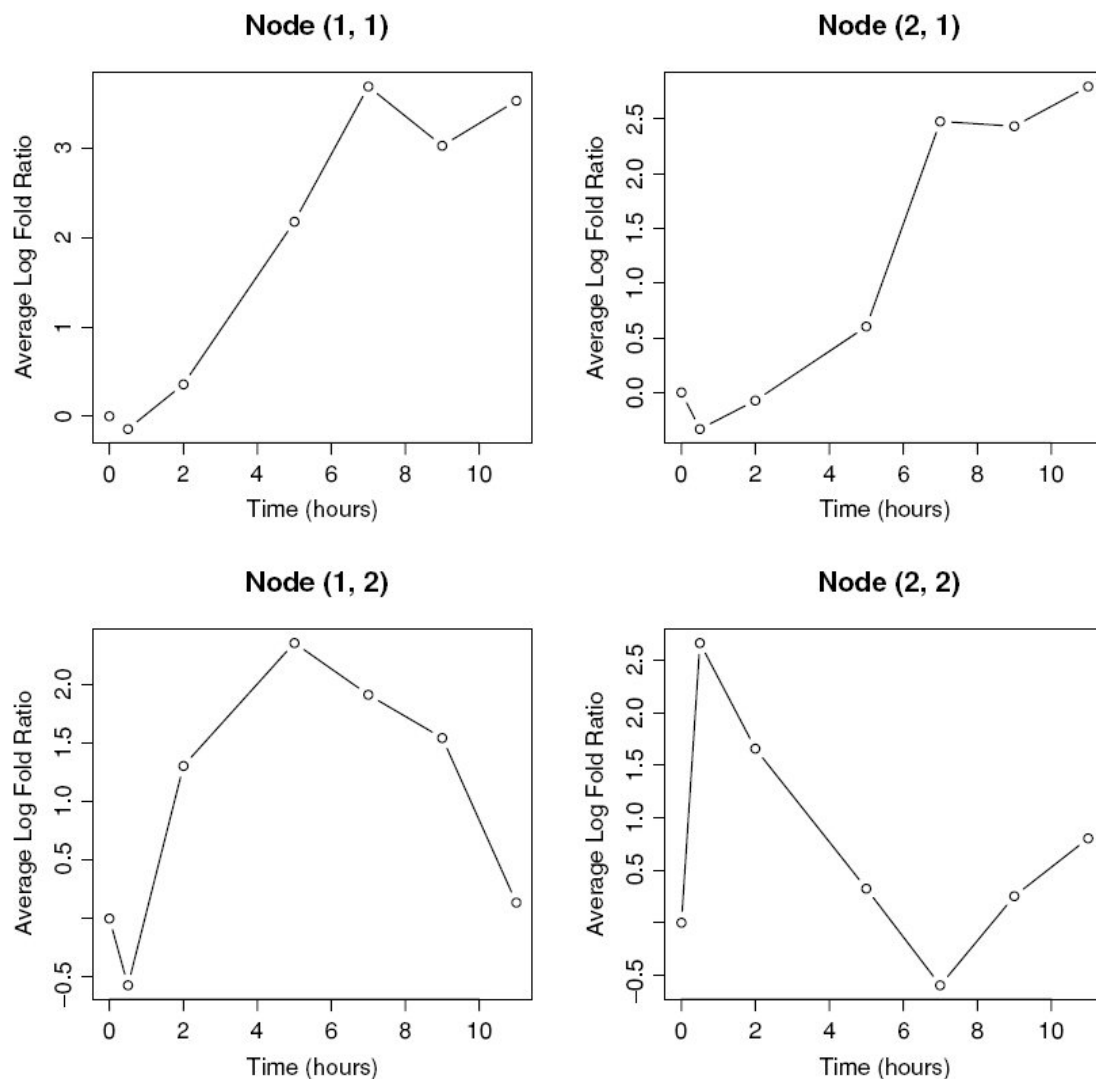 Node (1, 1)
Average Log Fold Ratio
3
2
1
0
0 2 4 6 8 10
Time (hours)
Node (2, 1)
Average Log Fold Ratio
2.5
2.0
1.5
1.0
0.5
0.0
0 2 4 6 8 10
Time (hours)
Node (1, 2)
Average Log Fold Ratio
2.0
1.5
1.0
0.5
−0.5
0 2 4 6 8 10
Time (hours)
Node (2, 2)
Average Log Fold Ratio
2.5
2.0
1.5
1.0
0.5
−0.5
0 2 4 6 8 10
Time (hours)